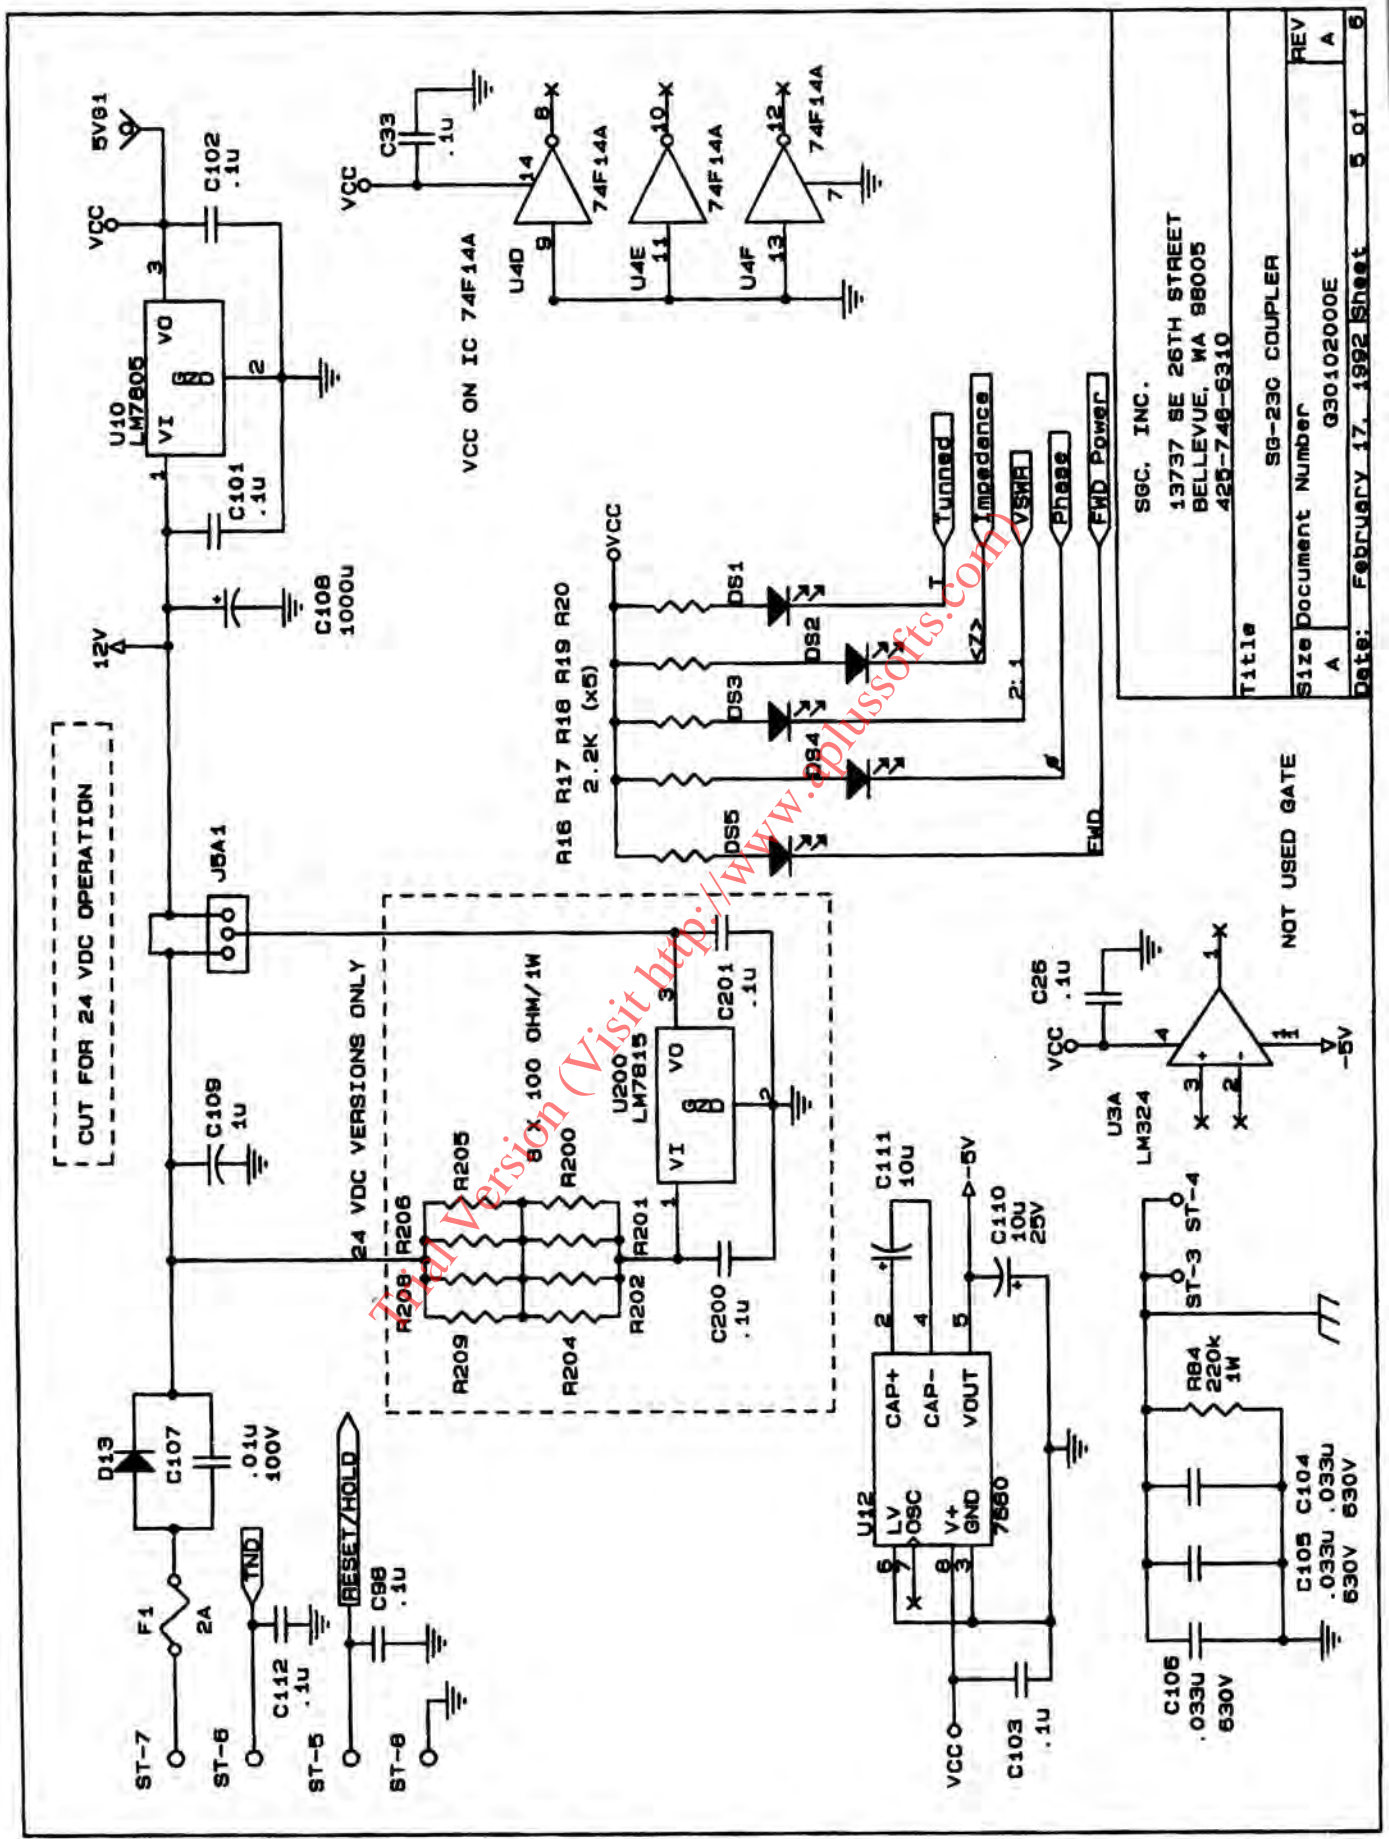 CUT FOR 24 VDC OPERATION
ST-7
F1
2A
D13
C107
.01u
100V
C109
1u
J5A1
12V
C108
1000u
C101
.1u
U10
LM7805
1
VI
VO
3
GND
2
VCC
5VG1
C102
.1u
ST-6
C112
.1u
TND
ST-5
RESET/HOLD
C98
.1u
ST-8
24 VDC VERSIONS ONLY
R208
R206
R209
R205
8 X 100 OHM/1W
R204
R200
R202
R201
C200
.1u
U200
LM7815
1
VI
VO
3
GND
2
C201
.1u
VCC ON IC 74F14A
VCC
C33
.1u
U4D
9
14
8
74F14A
U4E
11
10
74F14A
U4F
13
12
7
74F14A
R16 R17 R18 R19 R20
2.2K (x5)
VCC
DS5
DS4
DS3
DS2
DS1
FWD
Ø
2:1
<Z>
T
Tunned
Impedance
VSWR
Phase
FWD Power
VCC
C103
.1u
U12
6
LV
7
OSC
8
V+
3
GND
7660
CAP+
2
CAP-
4
VOUT
5
C111
10u
-5V
C110
10u
25V
U3A
LM324
VCC
C26
.1u
4
3
+
2
-
1
11
-5V
NOT USED GATE
C106
.033u
630V
C105
.033u
630V
C104
.033u
630V
R84
220k
1W
ST-3
ST-4
SGC, INC.
13737 SE 26TH STREET
BELLEVUE, WA 98005
425-746-6310
Title
SG-230 COUPLER
Size
Document Number
REV
A
Q30102000E
A
Date: February 17, 1992
Sheet 5 of 6
Trial Version (Visit http://www.aplussofts.com)